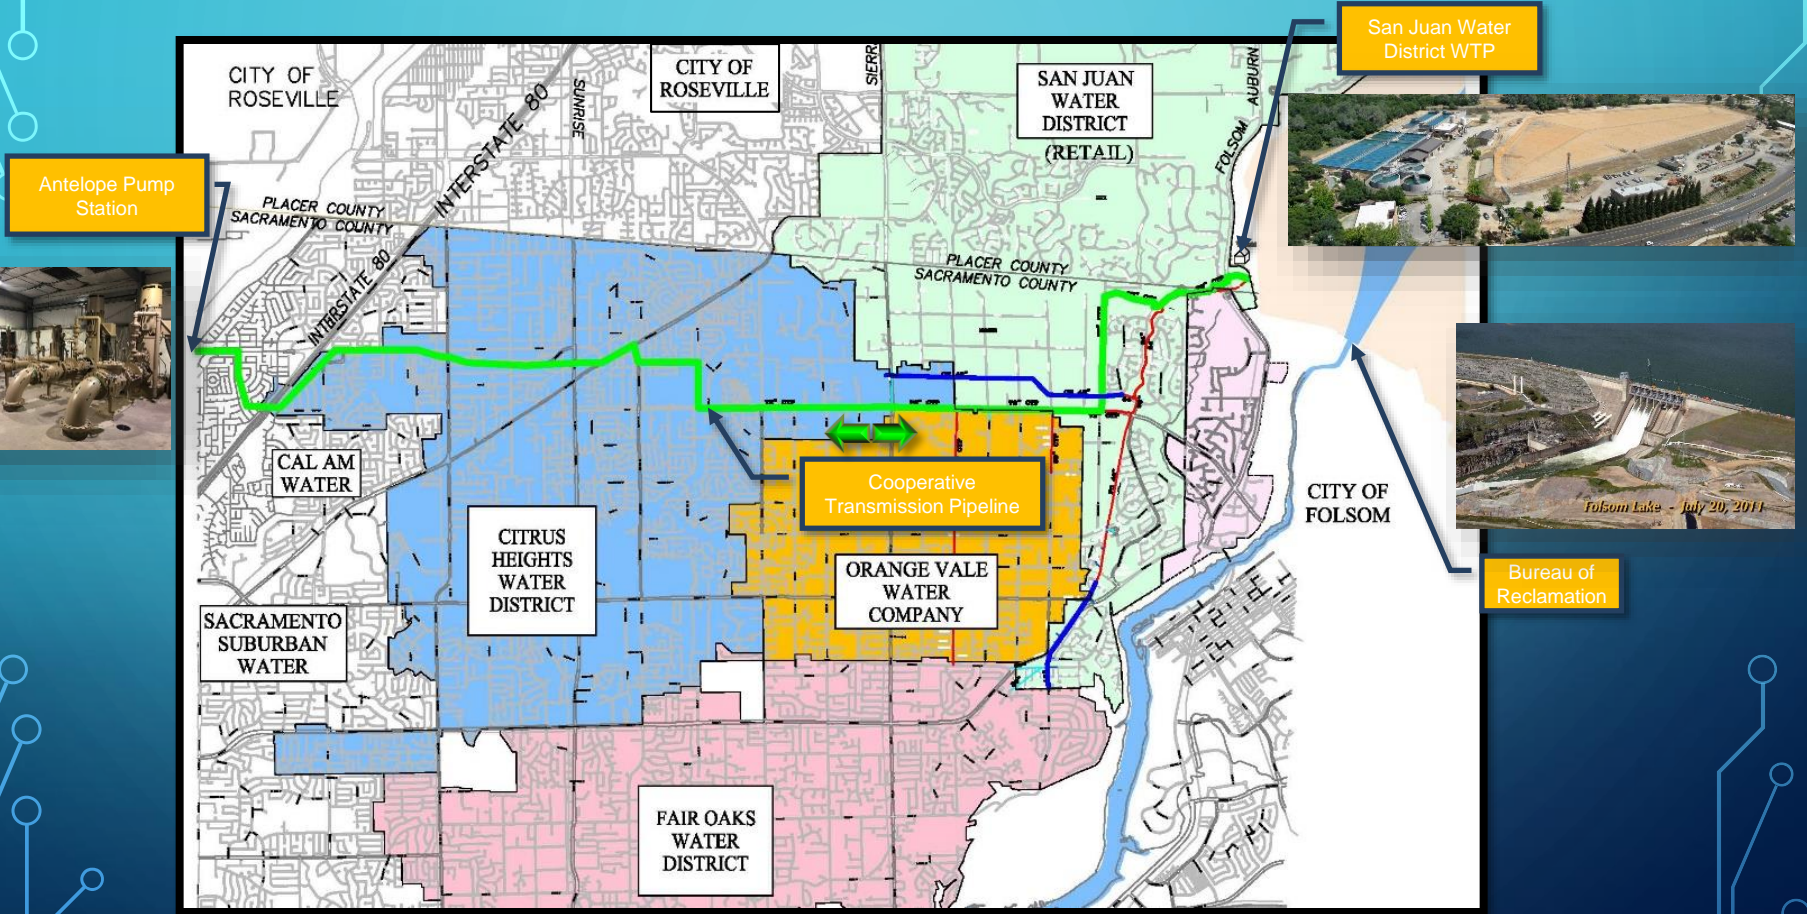 San Juan Water
District WTP
CITY OF
ROSEVILLE
CITY OF
ROSEVILLE
SUNRISE
SIERR
INTERSTATE 80
SAN JUAN
WATER
DISTRICT
(RETAIL)
FOLSOM
AUBURN
Antelope Pump
Station
PLACER COUNTY
SACRAMENTO COUNTY
PLACER COUNTY
SACRAMENTO COUNTY
INTERSTATE 80
CAL AM
WATER
Cooperative
Transmission Pipeline
CITY OF
FOLSOM
Folsom Lake - July 20, 2011
CITRUS
HEIGHTS
WATER
DISTRICT
ORANGE VALE
WATER
COMPANY
Bureau of
Reclamation
SACRAMENTO
SUBURBAN
WATER
FAIR OAKS
WATER
DISTRICT